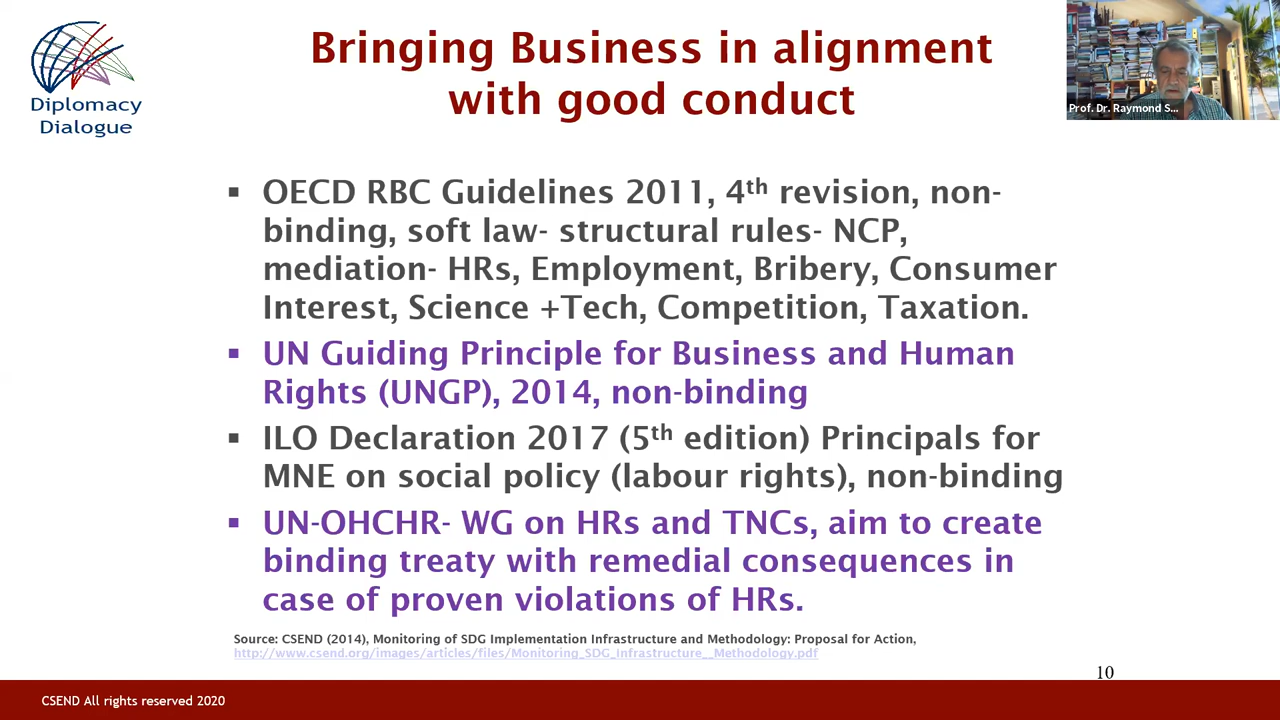 Bringing Business in alignment
with good conduct
Diplomacy
Dialogue
Prof. Dr. Raymond S...
▪ OECD RBC Guidelines 2011, 4th revision, non-
binding, soft law- structural rules- NCP,
mediation- HRs, Employment, Bribery, Consumer
Interest, Science +Tech, Competition, Taxation.
▪ UN Guiding Principle for Business and Human
Rights (UNGP), 2014, non-binding
▪ ILO Declaration 2017 (5th edition) Principals for
MNE on social policy (labour rights), non-binding
▪ UN-OHCHR- WG on HRs and TNCs, aim to create
binding treaty with remedial consequences in
case of proven violations of HRs.
Source: CSEND (2014), Monitoring of SDG Implementation Infrastructure and Methodology: Proposal for Action,
http://www.csend.org/images/articles/files/Monitoring_SDG_Infrastructure__Methodology.pdf
10
CSEND All rights reserved 2020